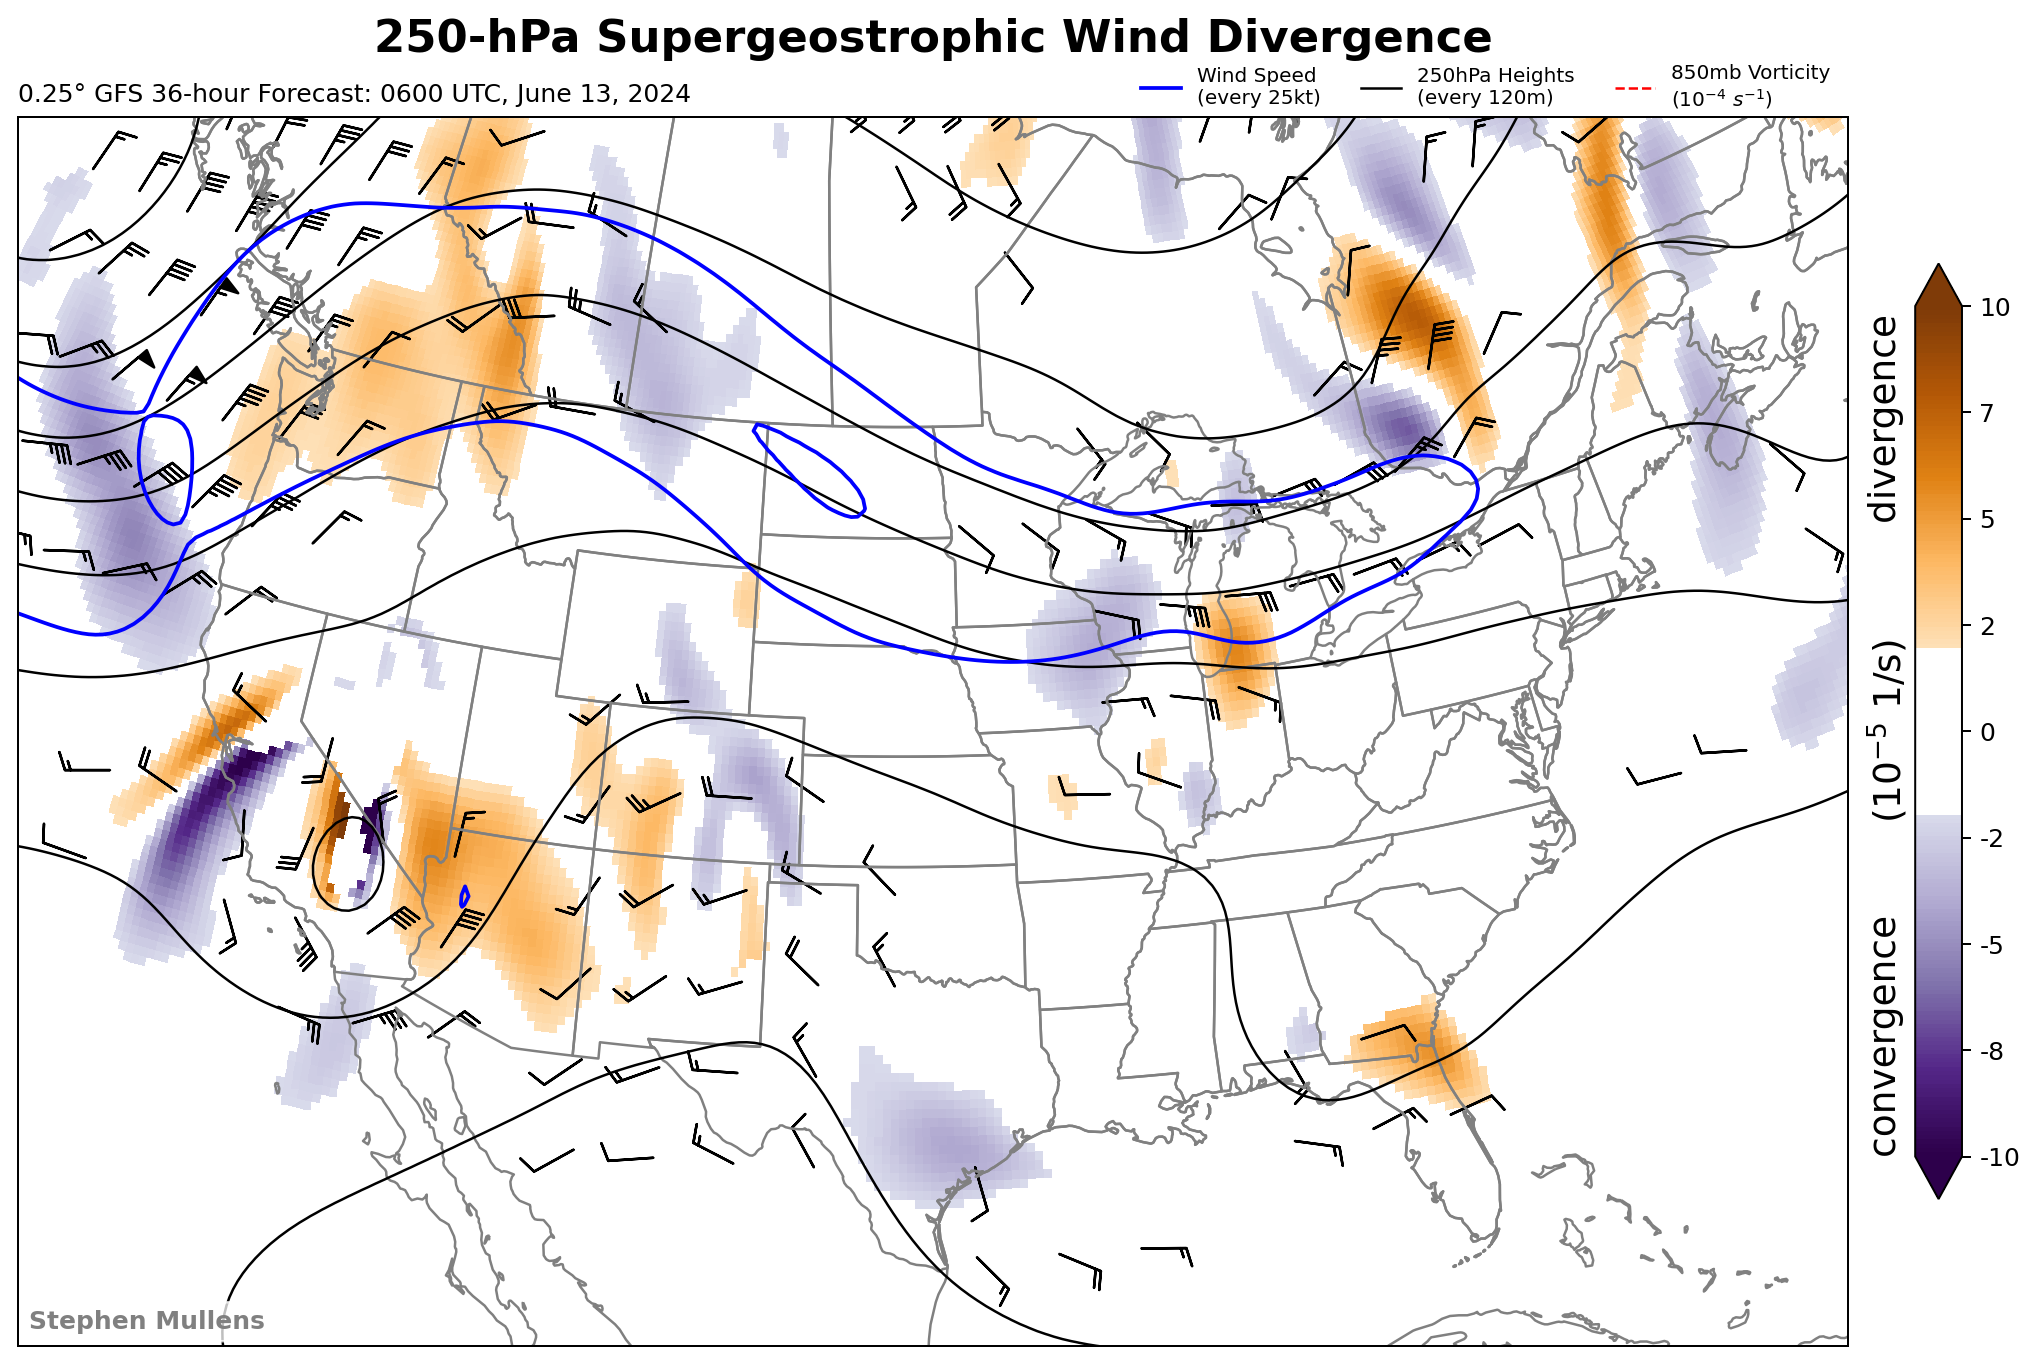 250-hPa Supergeostrophic Wind Divergence
0.25° GFS 36-hour Forecast: 0600 UTC, June 13, 2024
Wind Speed
(every 25kt)
250hPa Heights
(every 120m)
850mb Vorticity
(10⁻⁴ s⁻¹)
10
7
5
2
0
-2
-5
-8
-10
convergence (10⁻⁵ 1/s) divergence
Stephen Mullens